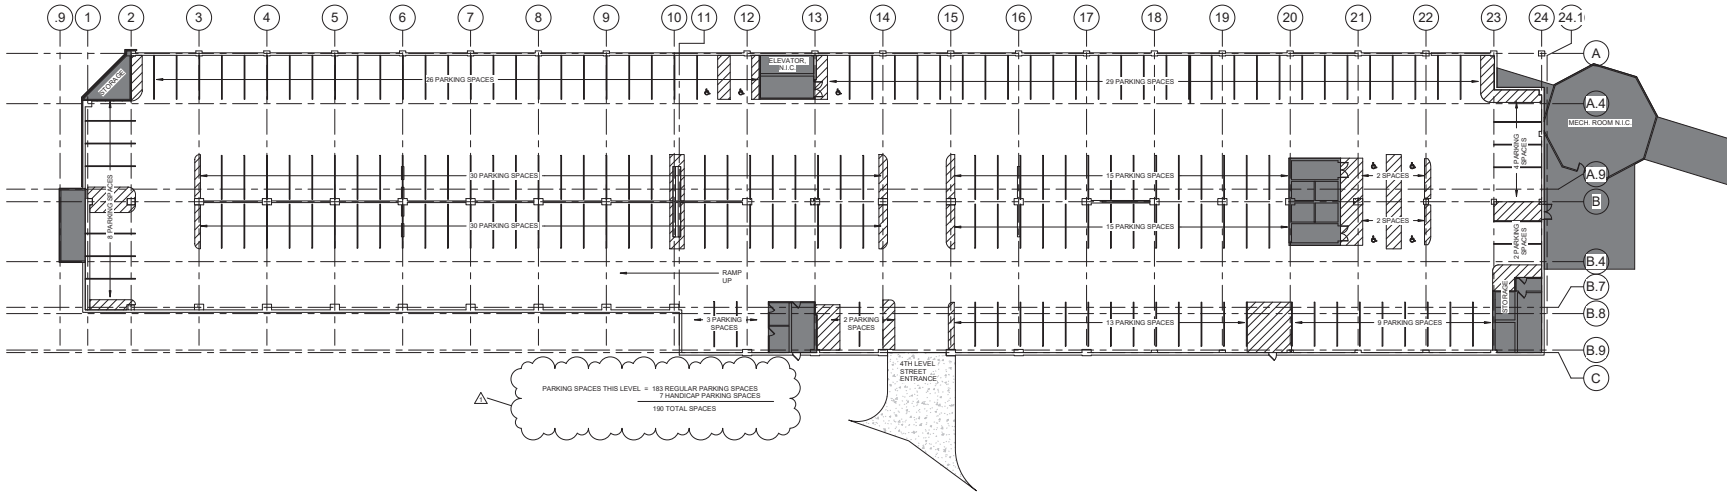 .9 1 2 3 4 5 6 7 8 9 10 11 12 13 14 15 16 17 18 19 20 21 22 23 24 24.1
A
STORAGE
ELEVATOR,
N.I.C.
26 PARKING SPACES
29 PARKING SPACES
A.4
MECH. ROOM N.I.C.
4 PARKING
SPACES
8 PARKING SPACES
30 PARKING SPACES
15 PARKING SPACES
2 SPACES
A.9
B
30 PARKING SPACES
15 PARKING SPACES
2 SPACES
2 PARKING
SPACES
B.4
RAMP
UP
B.7
STORAGE
B.8
3 PARKING
SPACES
2 PARKING
SPACES
13 PARKING SPACES
9 PARKING SPACES
B.9
4TH LEVEL
STREET
ENTRANCE
C
PARKING SPACES THIS LEVEL = 183 REGULAR PARKING SPACES
7 HANDICAP PARKING SPACES
190 TOTAL SPACES